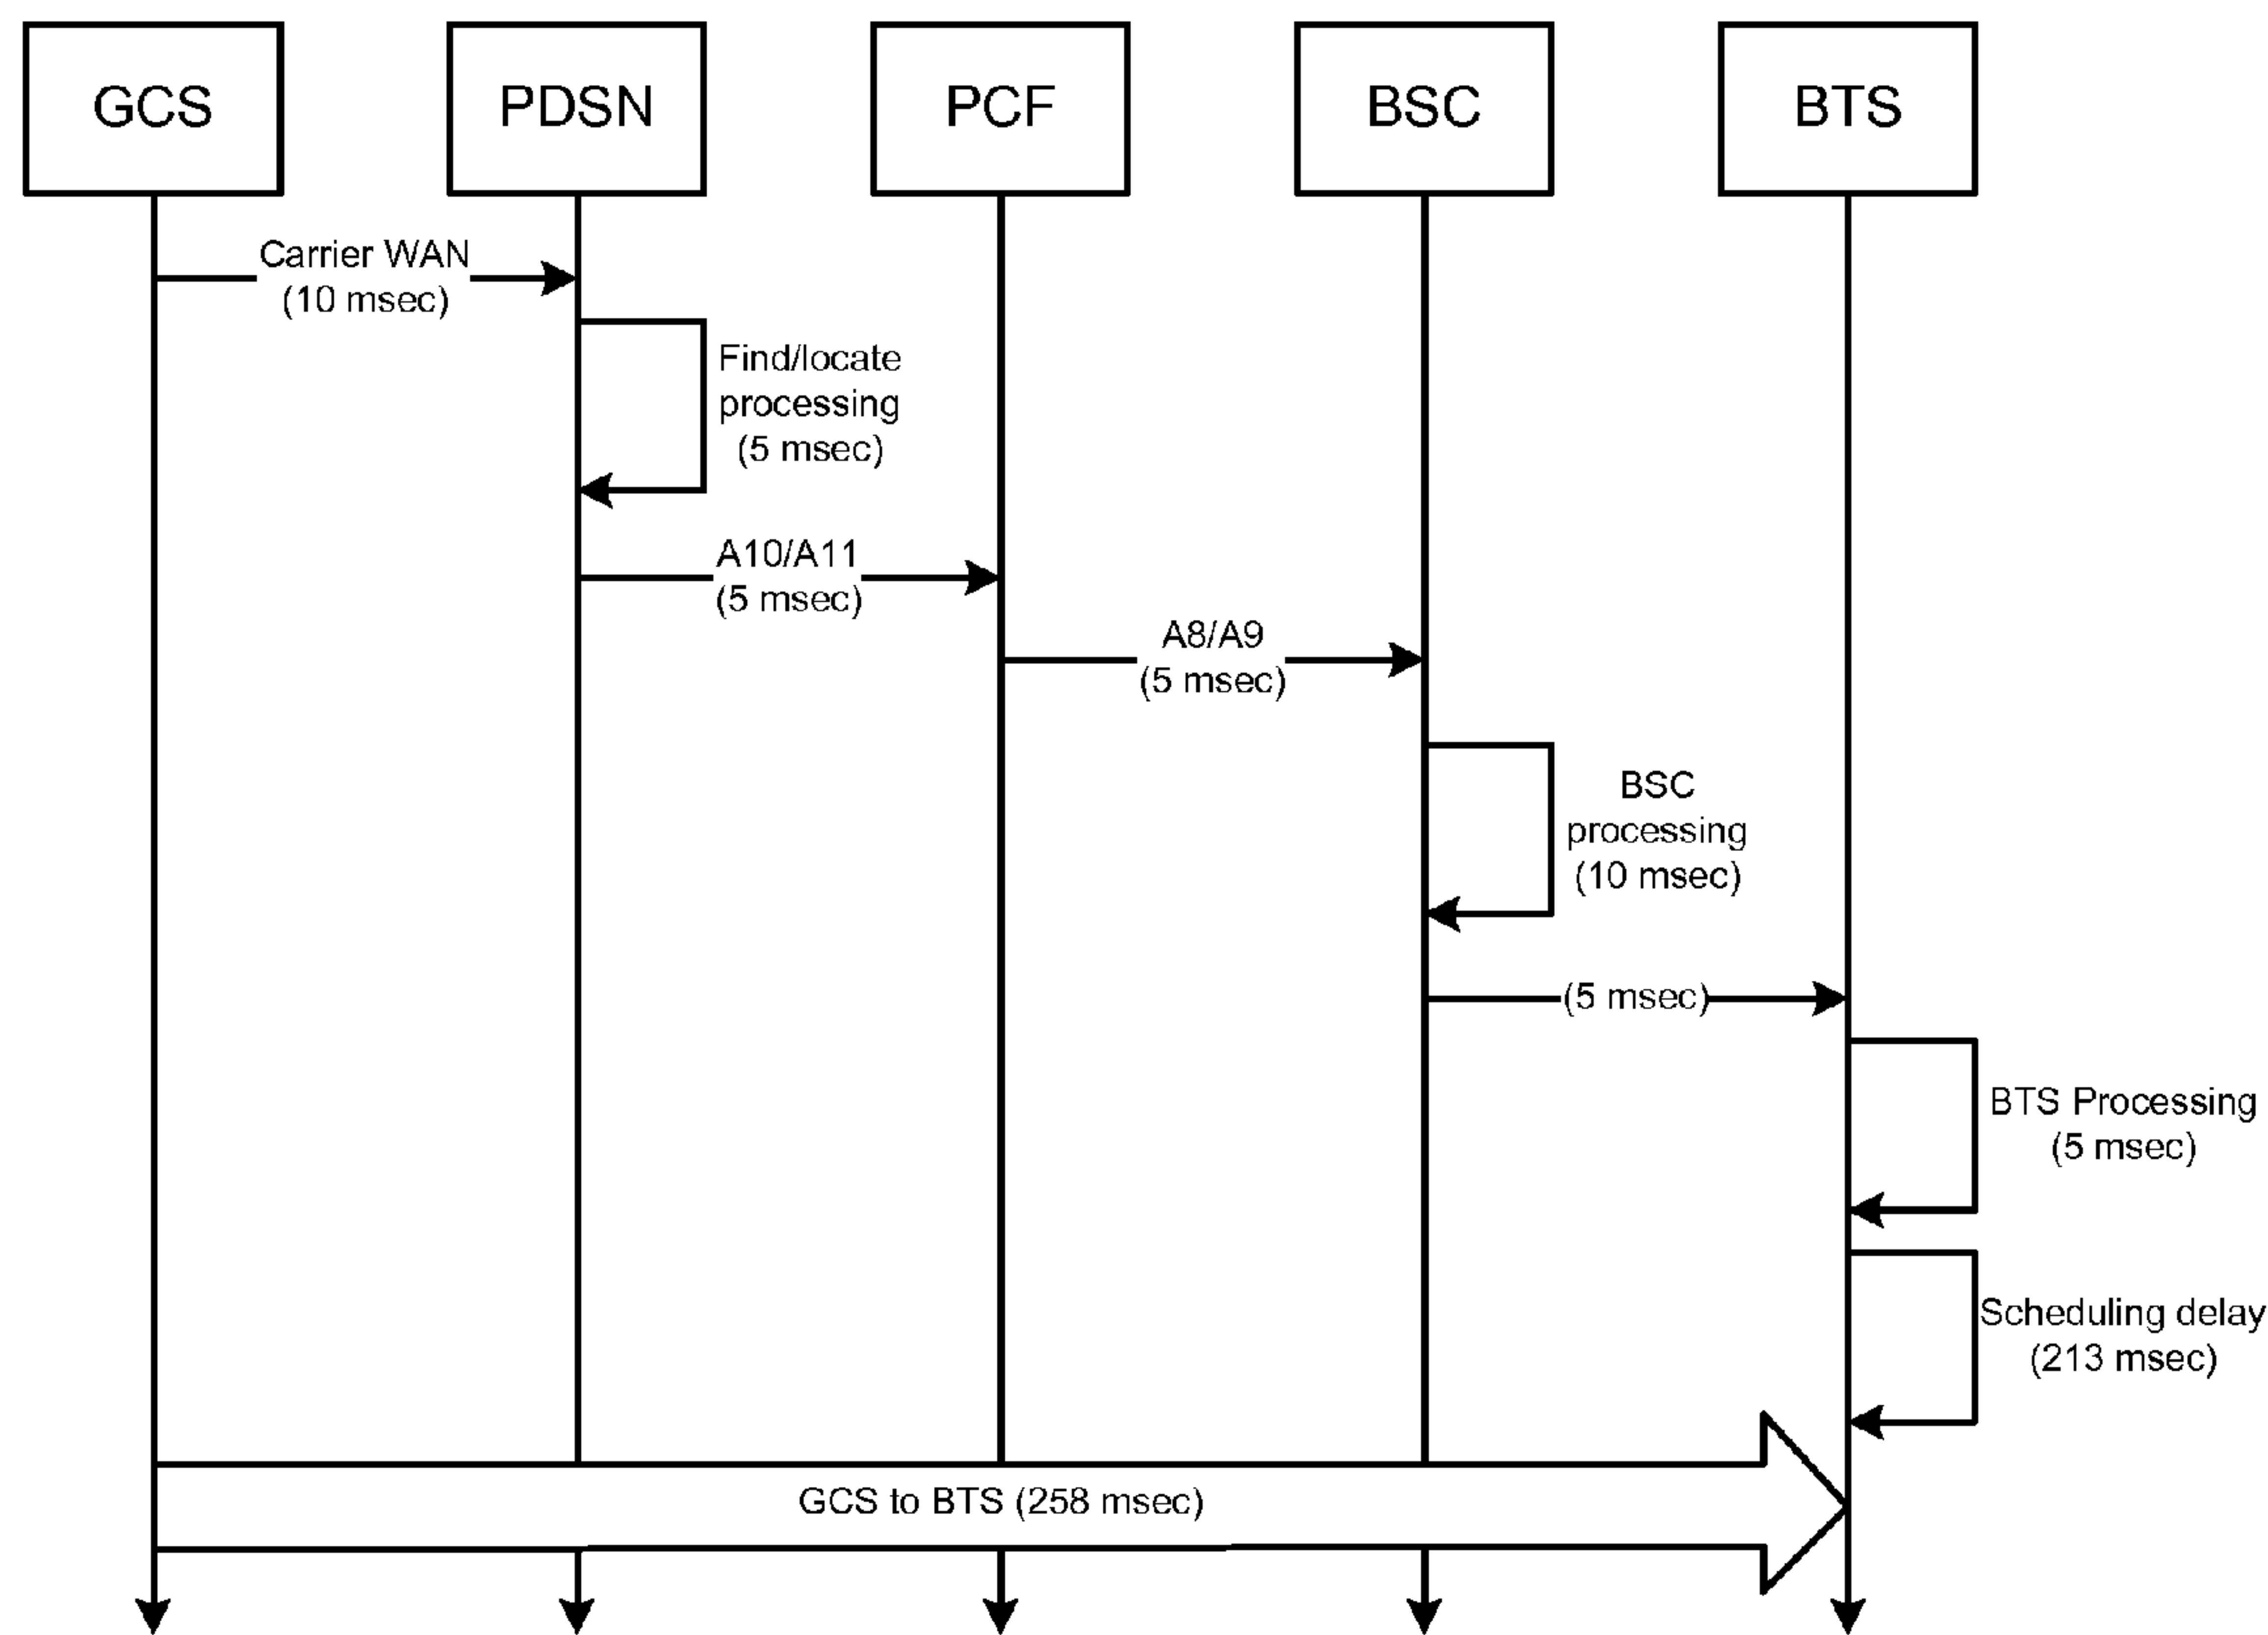 GCS
PDSN
PCF
BSC
BTS
Carrier WAN
(10 msec)
Find/locate
processing
(5 msec)
A10/A11
(5 msec)
A8/A9
(5 msec)
BSC
processing
(10 msec)
(5 msec)
BTS Processing
(5 msec)
Scheduling delay
(213 msec)
GCS to BTS (258 msec)